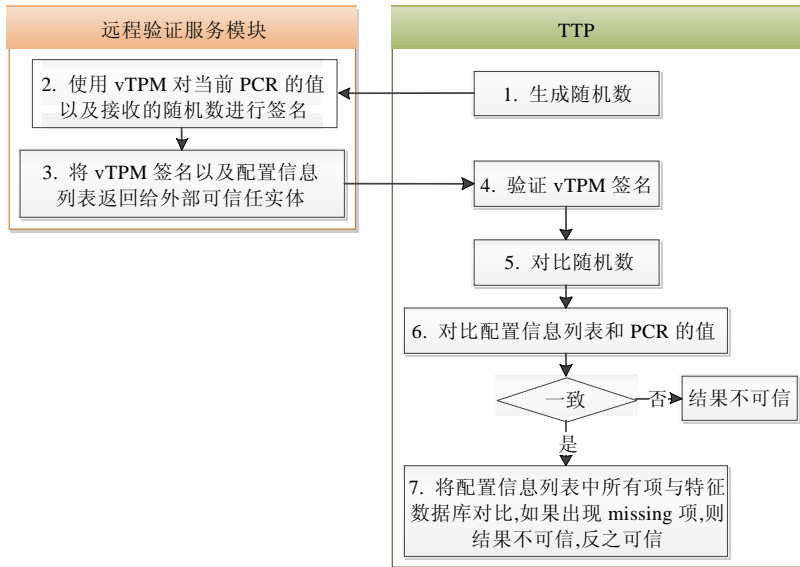 远程验证服务模块
TTP
1. 生成随机数
2. 使用 vTPM 对当前 PCR 的值
以及接收的随机数进行签名
3. 将 vTPM 签名以及配置信息
列表返回给外部可信任实体
4. 验证 vTPM 签名
5. 对比随机数
6. 对比配置信息列表和 PCR 的值
一致
否
结果不可信
是
7. 将配置信息列表中所有项与特征
数据库对比,如果出现 missing 项,则
结果不可信,反之可信